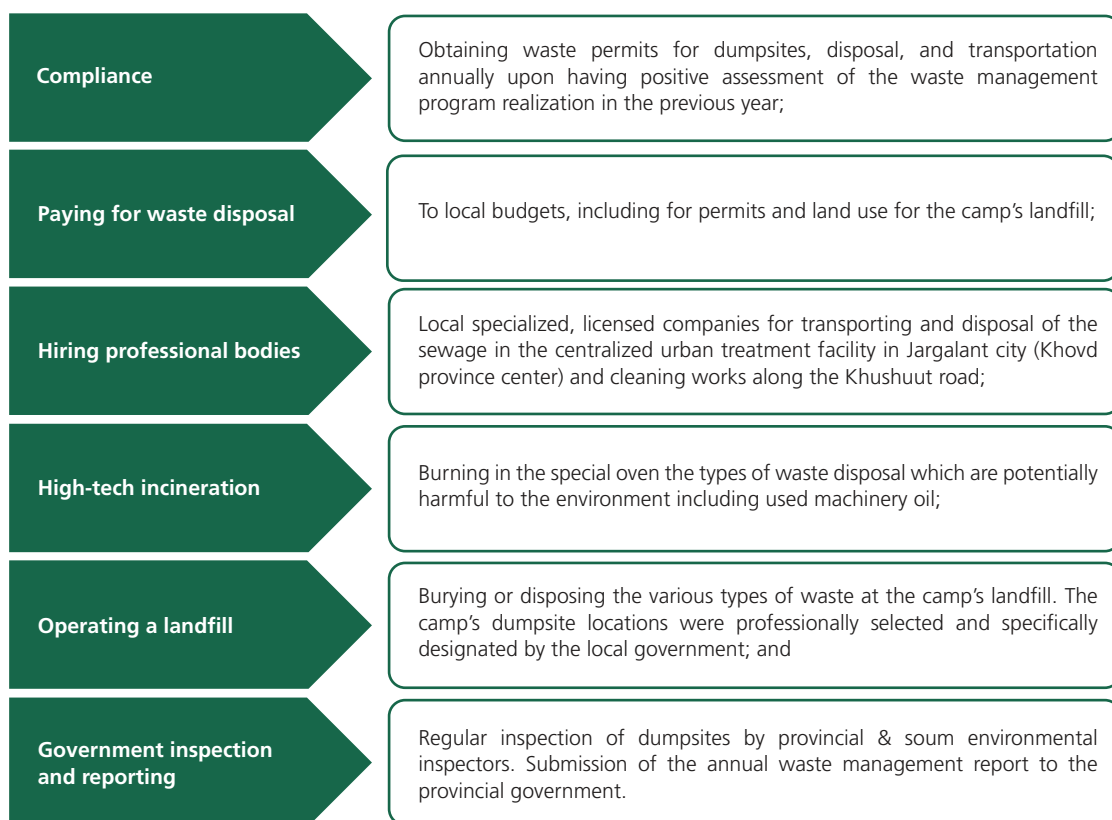 Compliance
Obtaining waste permits for dumpsites, disposal, and transportation
annually upon having positive assessment of the waste management
program realization in the previous year;
Paying for waste disposal
To local budgets, including for permits and land use for the camp’s landfill;
Hiring professional bodies
Local specialized, licensed companies for transporting and disposal of the
sewage in the centralized urban treatment facility in Jargalant city (Khovd
province center) and cleaning works along the Khushuut road;
High-tech incineration
Burning in the special oven the types of waste disposal which are potentially
harmful to the environment including used machinery oil;
Operating a landfill
Burying or disposing the various types of waste at the camp’s landfill. The
camp’s dumpsite locations were professionally selected and specifically
designated by the local government; and
Government inspection
and reporting
Regular inspection of dumpsites by provincial & soum environmental
inspectors. Submission of the annual waste management report to the
provincial government.